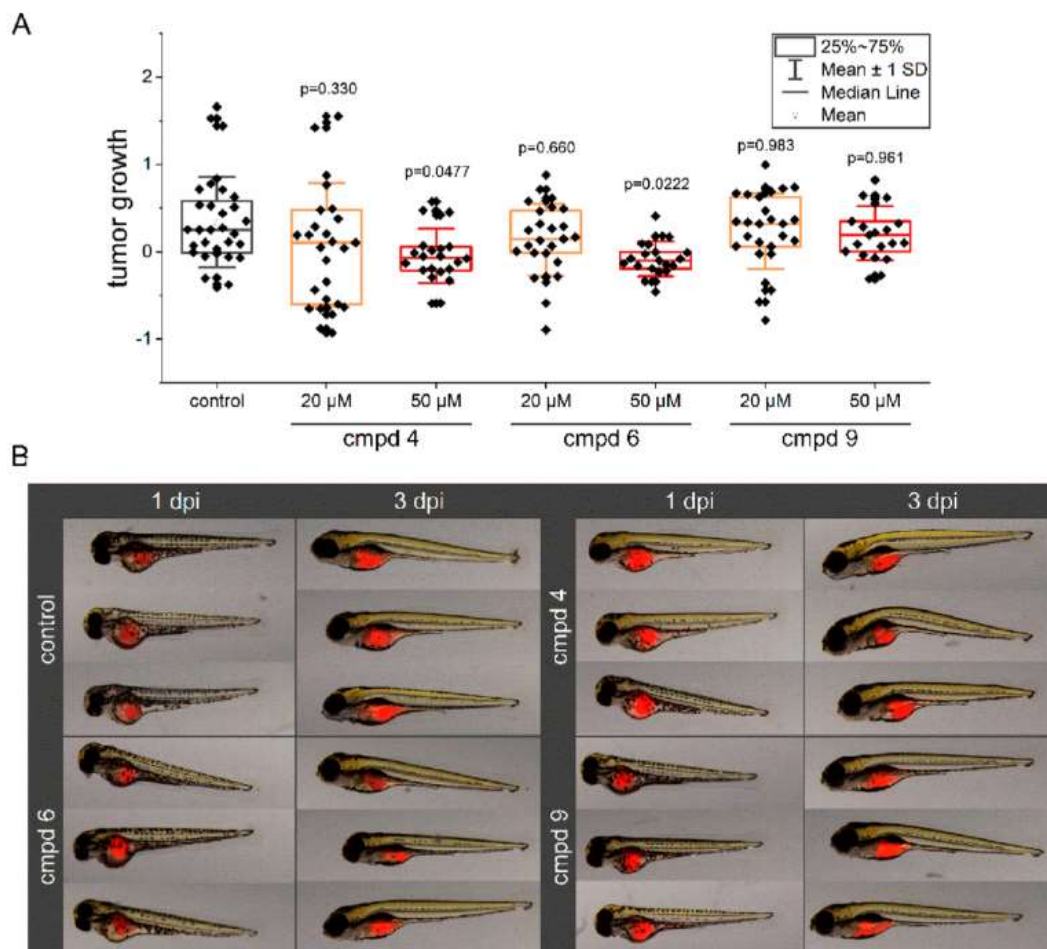 A
tumor growth
2
1
0
-1
p=0.330
p=0.0477
p=0.660
p=0.0222
p=0.983
p=0.961
25%~75%
Mean ± 1 SD
Median Line
Mean
control
20 µM
50 µM
20 µM
50 µM
20 µM
50 µM
cmpd 4
cmpd 6
cmpd 9
B
1 dpi
3 dpi
1 dpi
3 dpi
control
cmpd 4
cmpd 6
cmpd 9